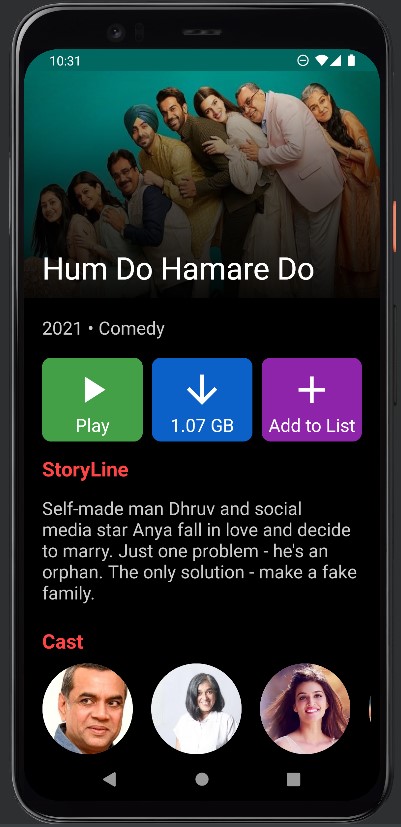 10:31
Hum Do Hamare Do
2021 • Comedy
Play
1.07 GB
Add to List
StoryLine
Self-made man Dhruv and social
media star Anya fall in love and decide
to marry. Just one problem - he's an
orphan. The only solution - make a fake
family.
Cast